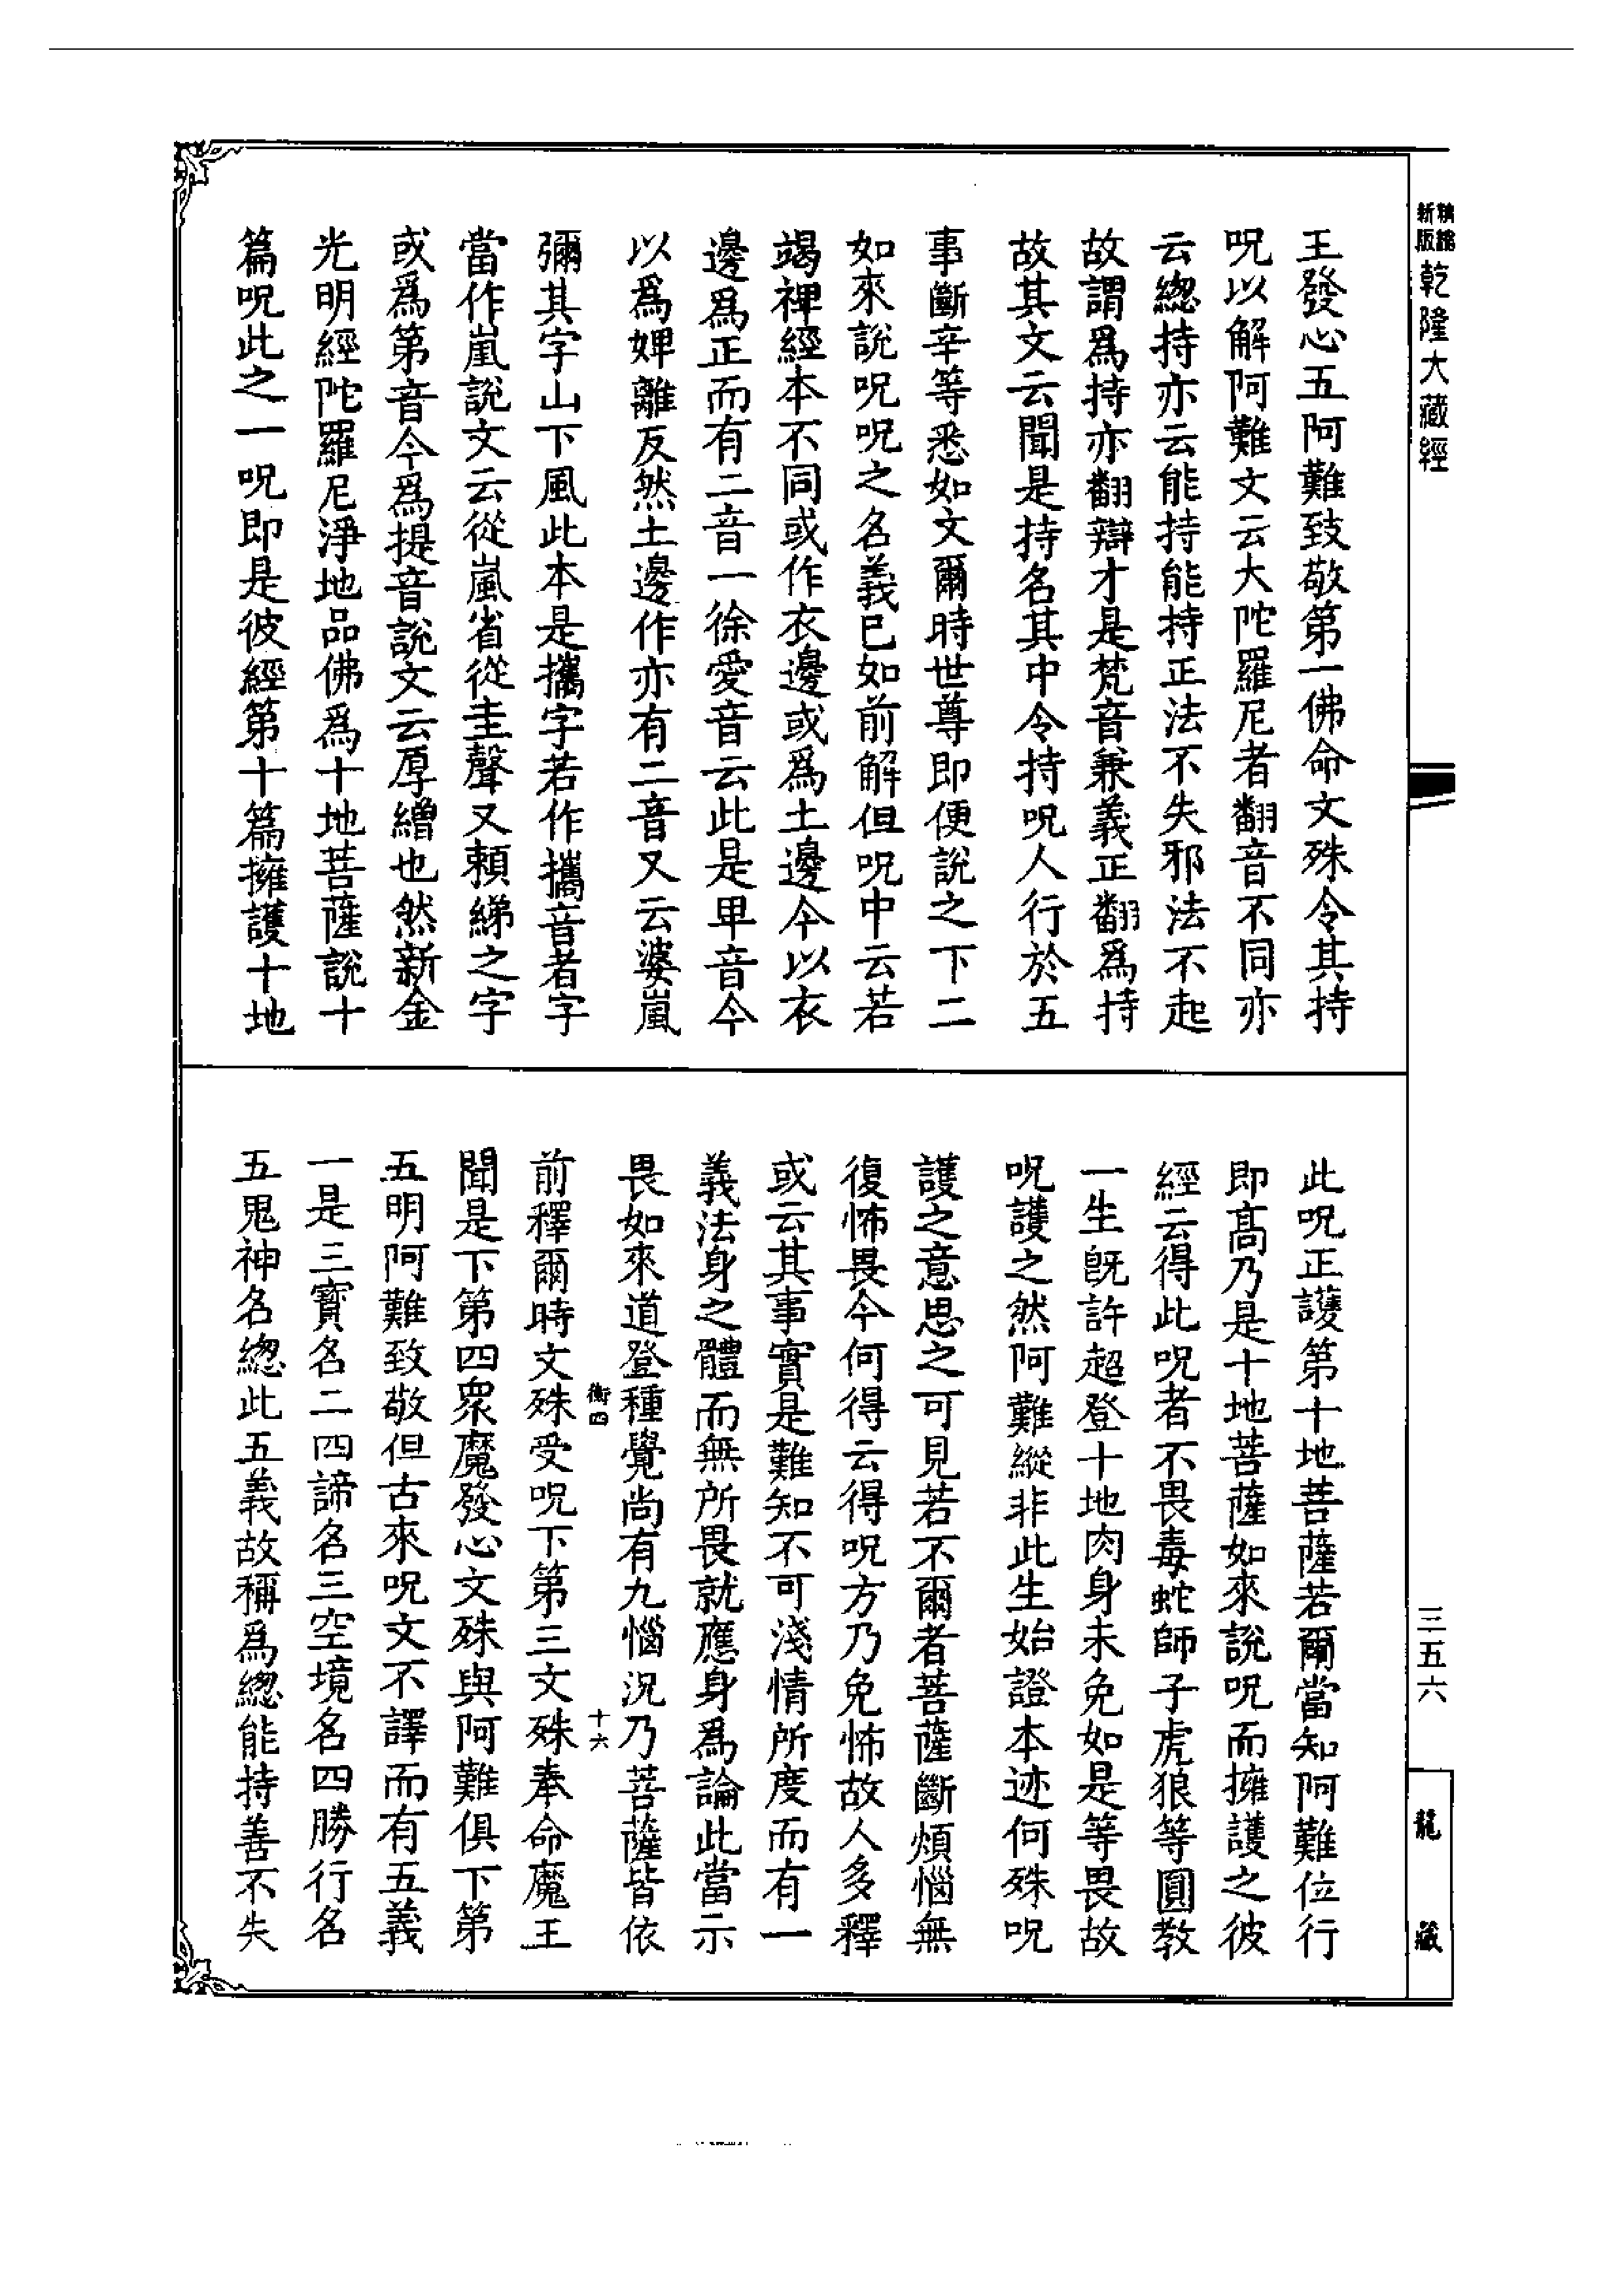 新版精縮乾隆大藏經
王發心五阿難致敬第一佛命文殊令其持
呪以解阿難文云大陀羅尼者翻音不同亦
云緫持亦云能持能持正法不失邪法不起
故謂爲持亦翻辯才是梵音兼義正翻爲持
故其文云聞是持名其中令持呪人行於五
事斷辛等悉如文爾時世尊即便說之下二
如來說呪呪之名義已如前解但呪中云若
竭裨經本不同或作衣邊或爲土邊今以衣
邊爲正而有二音一徐愛音云此是卑音今
以爲婢離反然土邊作亦有二音又云婆嵐
彌其字山下風此本是攜字若作攜音者字
當作嵐說文云從嵐省從圭聲又頼綈之字
或爲第音今爲提音說文云厚繒也然新金
光明經陀羅尼淨地品佛爲十地菩薩說十
篇呪此之一呪即是彼經第十篇擁護十地
此呪正護第十地菩薩若爾當知阿難位行
即高乃是十地菩薩如來說呪而擁護之彼
經云得此呪者不畏毒蛇師子虎狼等圓教
一生旣許超登十地肉身未免如是等畏故
呪護之然阿難縱非此生始證本迹何殊呪
護之意思之可見若不爾者菩薩斷煩惱無
復怖畏今何得云得呪方乃免怖故人多釋
或云其事實是難知不可淺情所度而有一
義法身之體而無所畏就應身爲論此當示
畏如來道登種覺尚有九惱況乃菩薩皆依
衡四 十六
前釋爾時文殊受呪下第三文殊奉命魔王
聞是下第四眾魔發心文殊與阿難俱下第
五明阿難致敬但古來呪文不譯而有五義
一是三寶名二四諦名三空境名四勝行名
五鬼神名緫此五義故稱爲緫能持善不失
三五六
龍藏